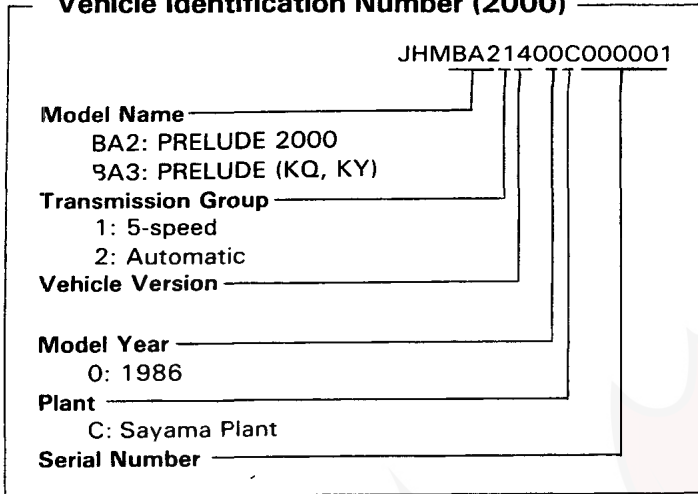 Vehicle Identification Number (2000)
JHMBA21400C000001
Model Name
BA2: PRELUDE 2000
BA3: PRELUDE (KQ, KY)
Transmission Group
1: 5-speed
2: Automatic
Vehicle Version
Model Year
0: 1986
Plant
C: Sayama Plant
Serial Number